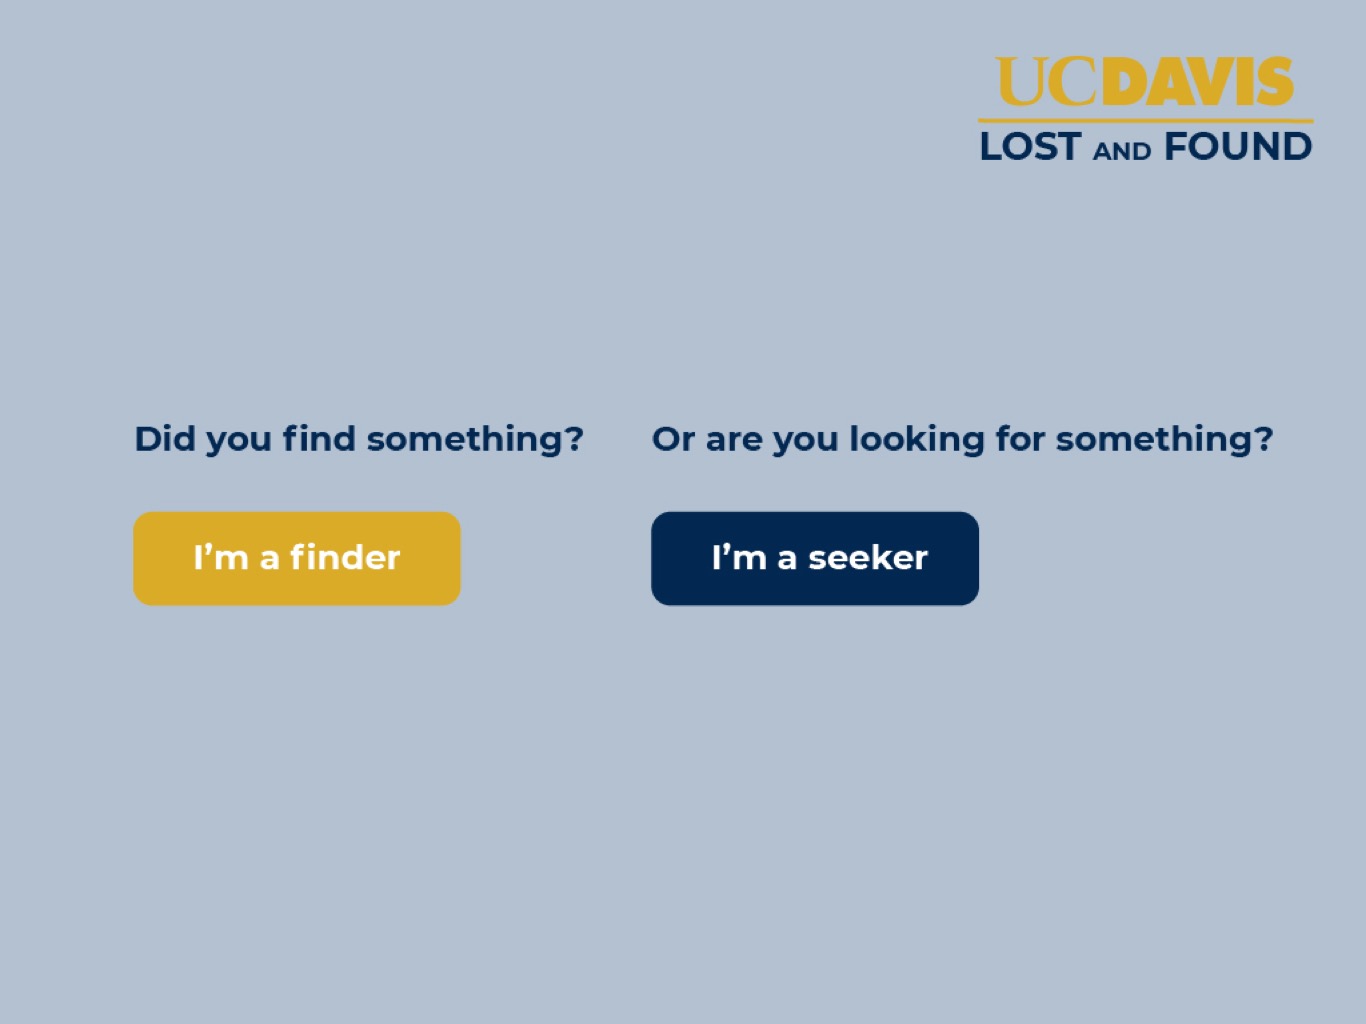 UCDAVIS
LOST AND FOUND
Did you find something?
Or are you looking for something?
I’m a finder
I’m a seeker